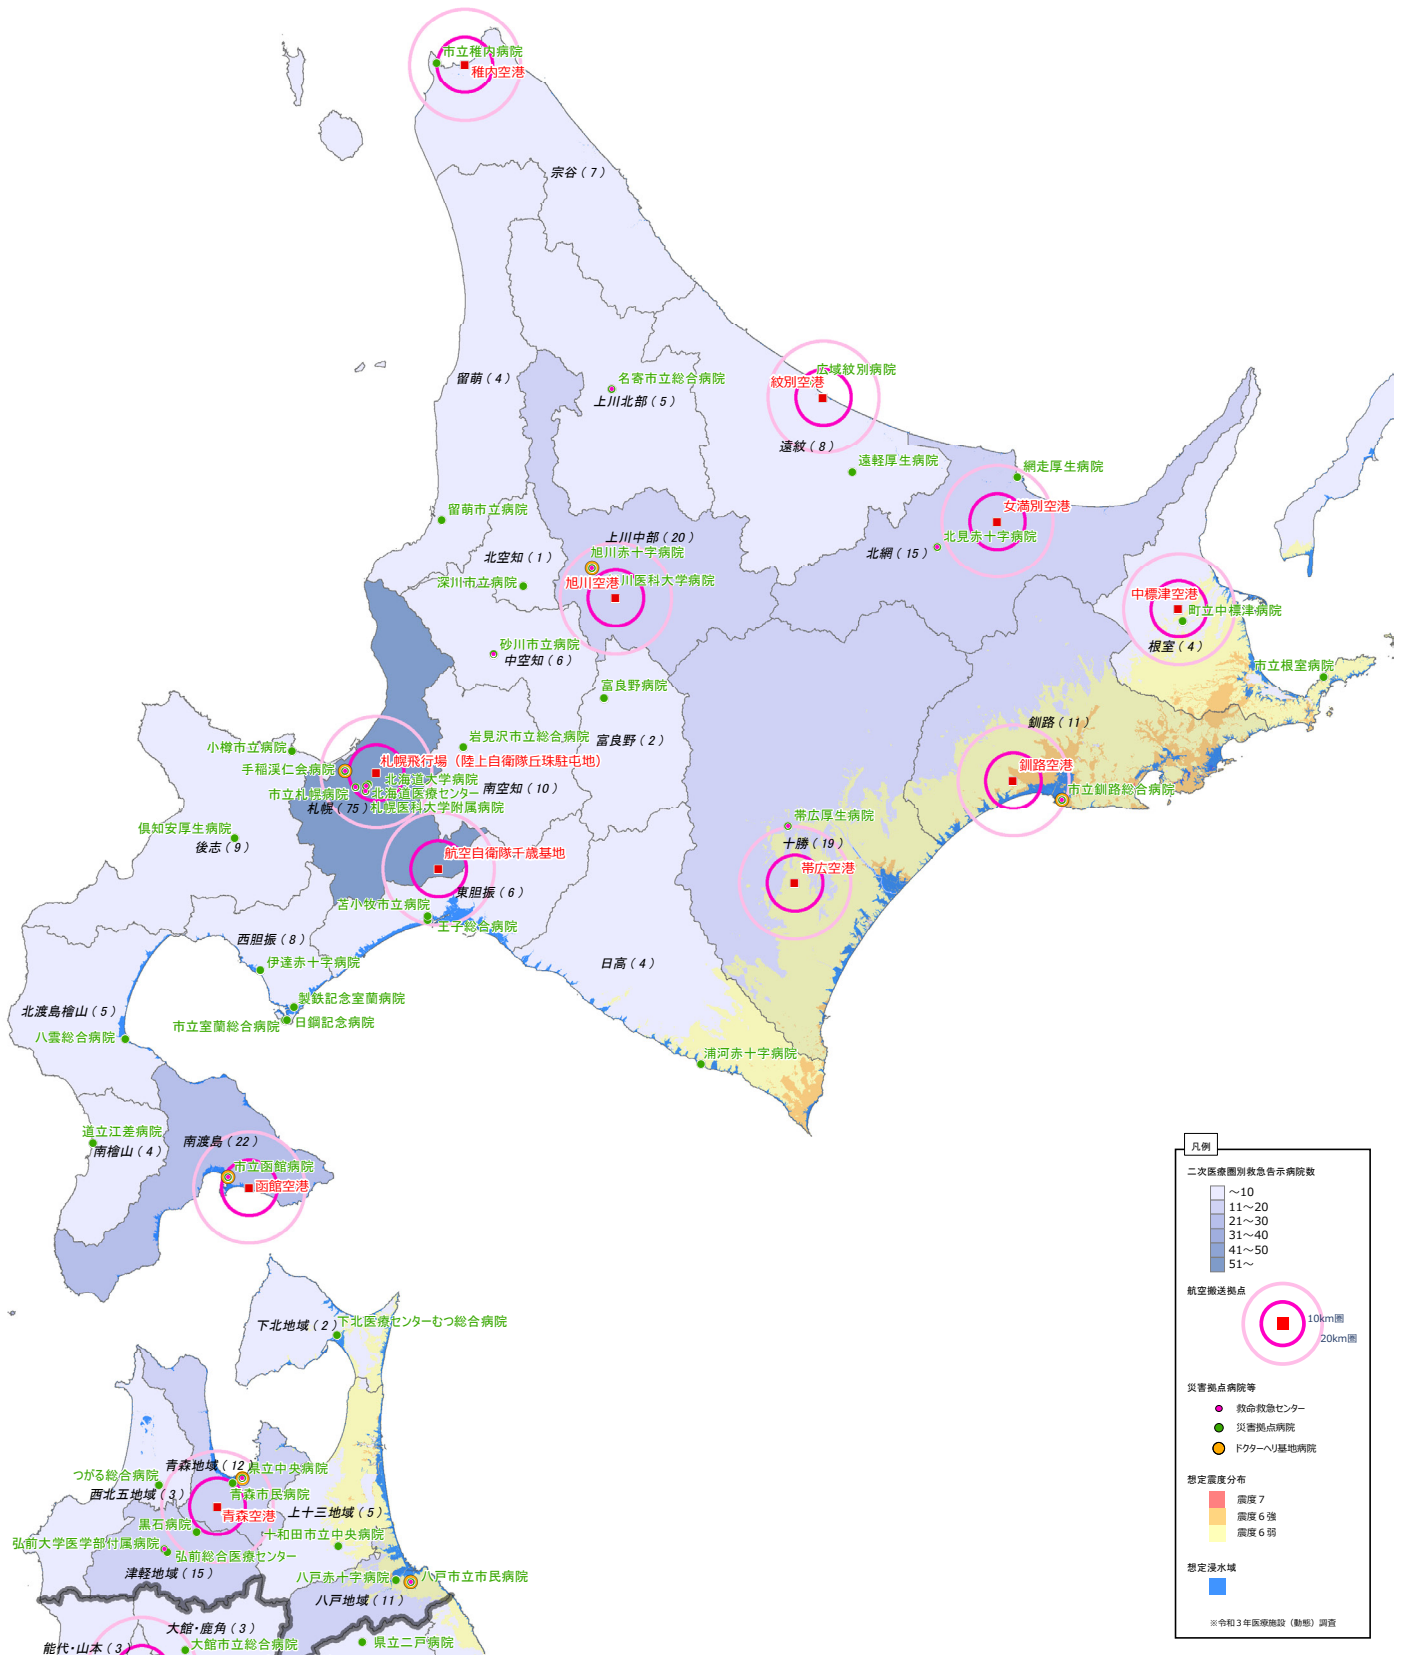 市立稚内病院
稚内空港
宗谷（7）
留萌（4）
名寄市立総合病院
上川北部（5）
広域紋別病院
紋別空港
遠紋（8）
遠軽厚生病院
網走厚生病院
女満別空港
北見赤十字病院
北網（15）
留萌市立病院
上川中部（20）
北空知（1）
旭川赤十字病院
深川市立病院
旭川空港
川医科大学病院
中標津空港
町立中標津病院
根室（4）
市立根室病院
砂川市立病院
中空知（6）
富良野病院
釧路（11）
小樽市立病院
岩見沢市立総合病院
富良野（2）
札幌飛行場（陸上自衛隊丘珠駐屯地）
手稲渓仁会病院
北海道大学病院
南空知（10）
釧路空港
市立釧路総合病院
市立札幌病院
北海道医療センター
札幌（75）
札幌医科大学附属病院
倶知安厚生病院
後志（9）
帯広厚生病院
十勝（19）
帯広空港
航空自衛隊千歳基地
東胆振（6）
苫小牧市立病院
王子総合病院
西胆振（8）
伊達赤十字病院
日高（4）
製鉄記念室蘭病院
北渡島檜山（5）
市立室蘭総合病院
日鋼記念病院
八雲総合病院
浦河赤十字病院
道立江差病院
南檜山（4）
南渡島（22）
市立函館病院
函館空港
下北地域（2）
下北医療センターむつ総合病院
青森地域（12）
県立中央病院
つがる総合病院
西北五地域（3）
青森市民病院
青森空港
上十三地域（5）
黒石病院
十和田市立中央病院
弘前大学医学部付属病院
弘前総合医療センター
津軽地域（15）
八戸赤十字病院
八戸市立市民病院
八戸地域（11）
大館・鹿角（3）
能代・山本（3）
大館市立総合病院
県立二戸病院
凡例
二次医療圏別救急告示病院数
～10
11～20
21～30
31～40
41～50
51～
航空搬送拠点
10km圏
20km圏
災害拠点病院等
救命救急センター
災害拠点病院
ドクターヘリ基地病院
想定震度分布
震度７
震度６強
震度６弱
想定浸水域
※令和３年医療施設（動態）調査